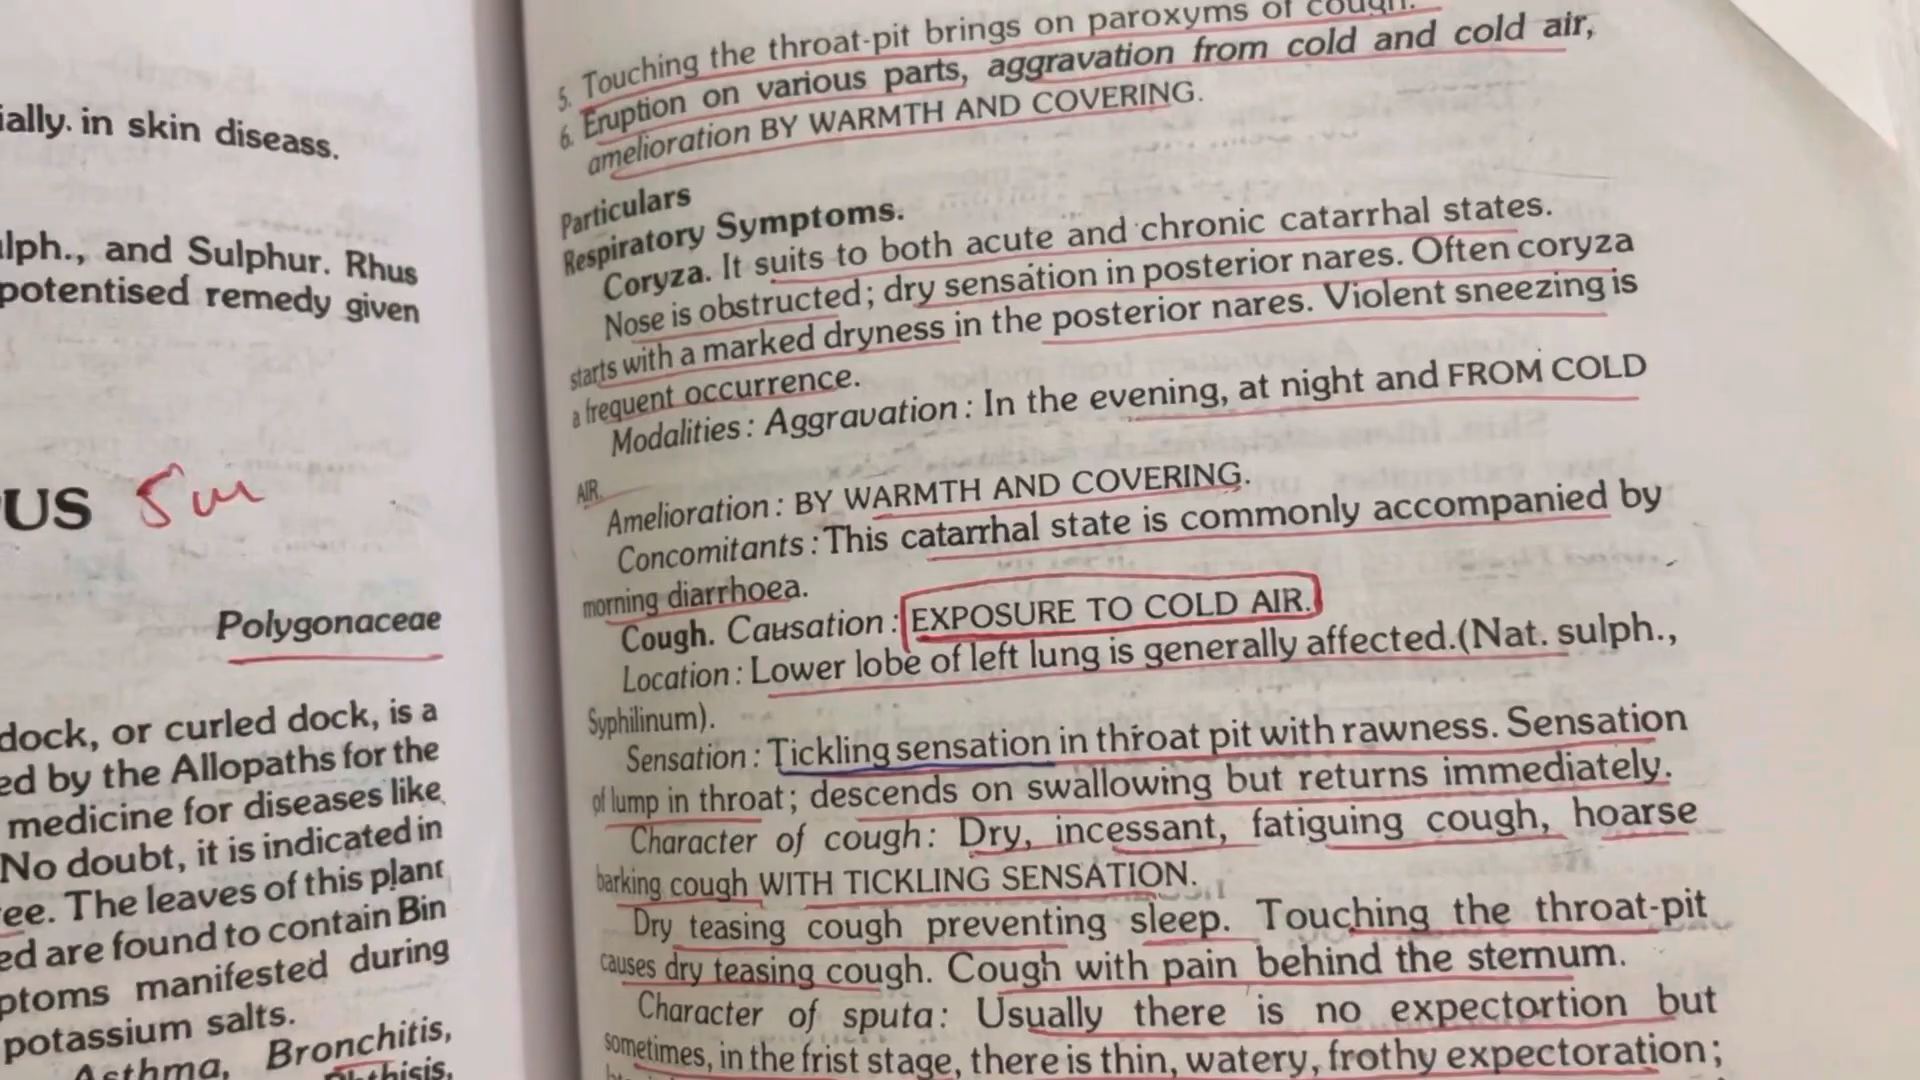 ially. in skin diseass.
ulph., and Sulphur. Rhus
potentised remedy given
US
Polygonaceae
dock, or curled dock, is a
ed by the Allopaths for the
medicine for diseases like
No doubt, it is indicated in
ee. The leaves of this plant
ed are found to contain Bin
ptoms manifested during
potassium salts.
Asthma, Bronchitis,
5. Touching the throat-pit brings on paroxyms of cough.
6. Eruption on various parts, aggravation from cold and cold air,
amelioration BY WARMTH AND COVERING.
Particulars
Respiratory Symptoms.
Coryza. It suits to both acute and chronic catarrhal states.
Nose is obstructed; dry sensation in posterior nares. Often coryza
starts with a marked dryness in the posterior nares. Violent sneezing is
a frequent occurrence.
Modalities : Aggravation : In the evening, at night and FROM COLD
AIR.
Amelioration : BY WARMTH AND COVERING.
Concomitants : This catarrhal state is commonly accompanied by
morning diarrhoea.
Cough. Causation : EXPOSURE TO COLD AIR.
Location : Lower lobe of left lung is generally affected.(Nat. sulph.,
Syphilinum).
Sensation : Tickling sensation in throat pit with rawness. Sensation
of lump in throat; descends on swallowing but returns immediately.
Character of cough: Dry, incessant, fatiguing cough, hoarse
barking cough WITH TICKLING SENSATION.
Dry teasing cough preventing sleep. Touching the throat-pit
causes dry teasing cough. Cough with pain behind the sternum.
Character of sputa: Usually there is no expectortion but
sometimes, in the frist stage, there is thin, watery, frothy expectoration;